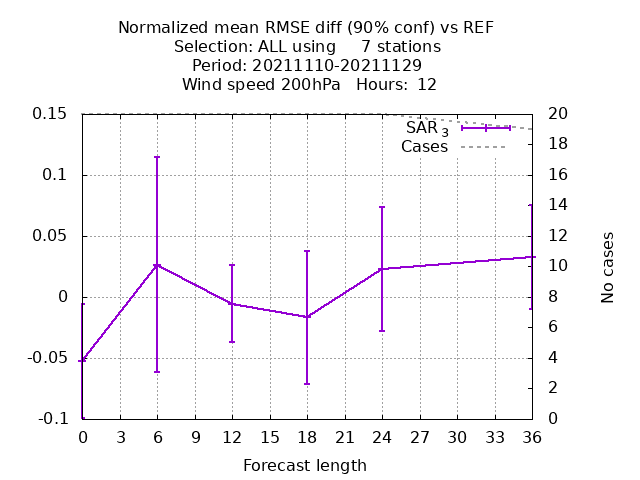 Normalized mean RMSE diff (90% conf) vs REF
Selection: ALL using     7 stations
Period: 20211110-20211129
Wind speed 200hPa   Hours:  12
0.15
0.1
0.05
0
-0.05
-0.1
20
18
16
14
12
10
8
6
4
2
0
SAR 3
Cases
No cases
0 3 6 9 12 15 18 21 24 27 30 33 36
Forecast length